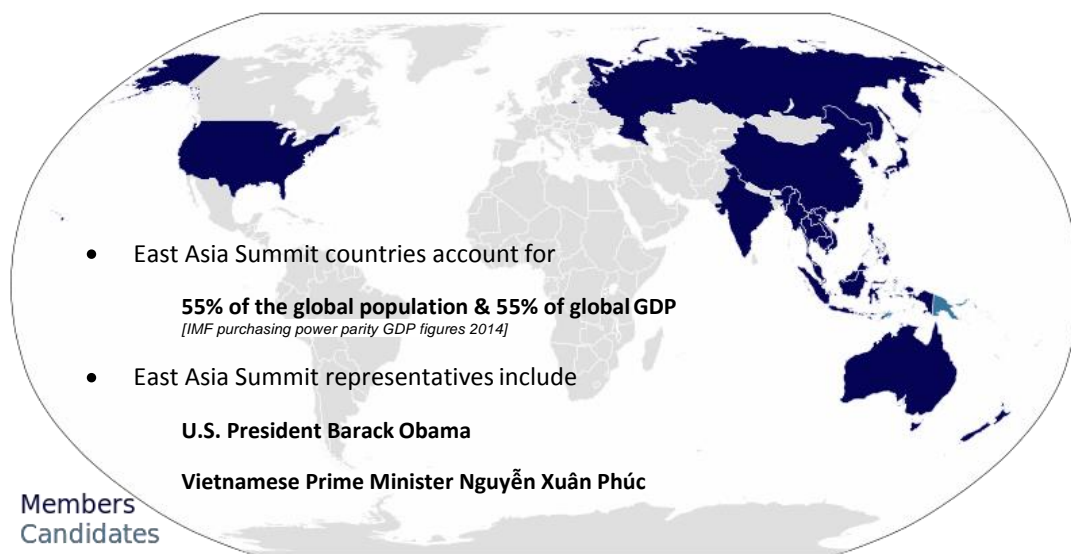 • East Asia Summit countries account for
55% of the global population & 55% of global GDP
[IMF purchasing power parity GDP figures 2014]
• East Asia Summit representatives include
U.S. President Barack Obama
Vietnamese Prime Minister Nguyễn Xuân Phúc
Members
Candidates